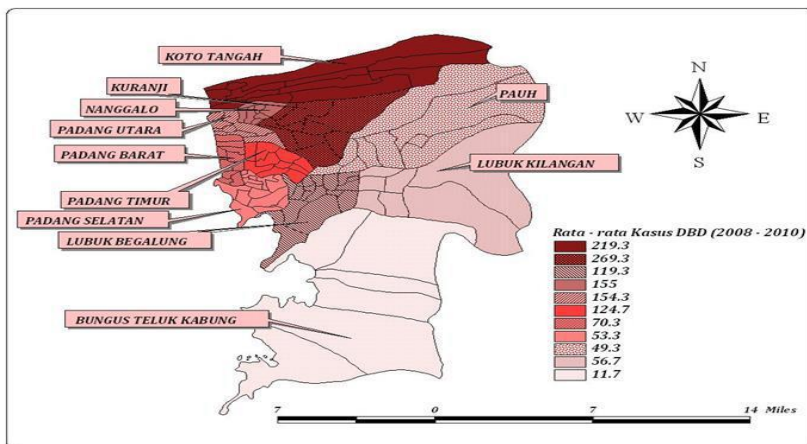 KOTO TANGAH
KURANJI
NANGGALO
PADANG UTARA
PADANG BARAT
PADANG TIMUR
PADANG SELATAN
LUBUK BEGALUNG
BUNGUS TELUK KABUNG
PAUH
LUBUK KILANGAN
N
W E
S
Rata - rata Kasus DBD (2008 - 2010)
219.3
269.3
119.3
155
154.3
124.7
70.3
53.3
49.3
56.7
11.7
7 0 7 14 Miles